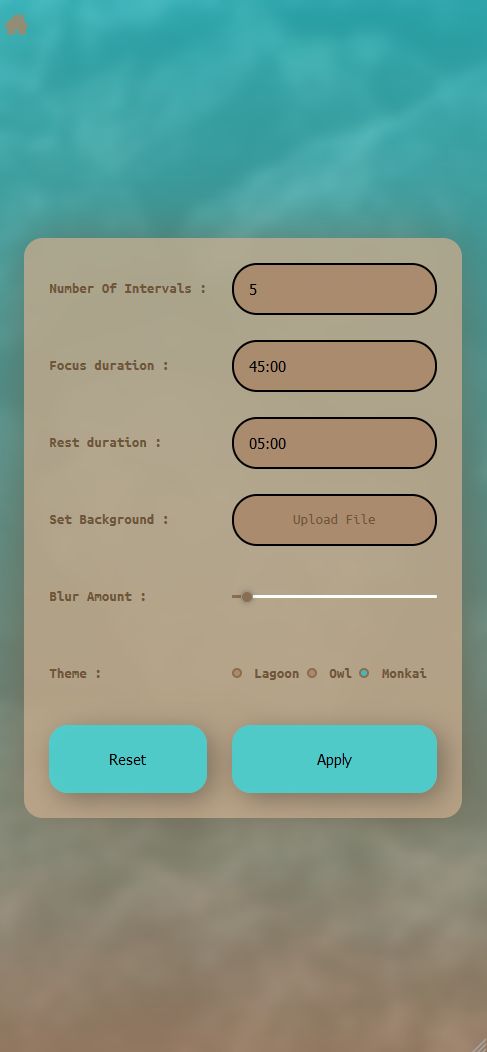 Number Of Intervals : 5
Focus duration : 45:00
Rest duration : 05:00
Set Background : Upload File
Blur Amount :
Theme : Lagoon Owl Monkai
Reset Apply